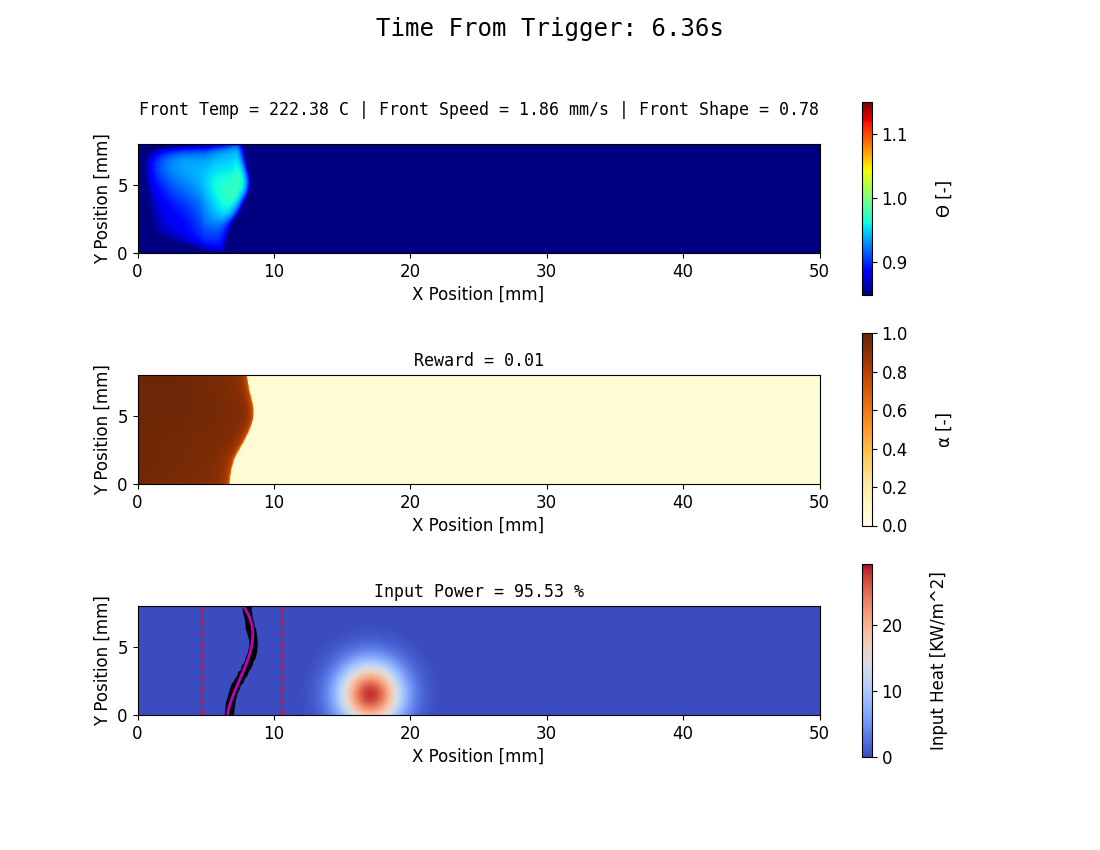 Time From Trigger: 6.36s
Front Temp = 222.38 C | Front Speed = 1.86 mm/s | Front Shape = 0.78
Y Position [mm]
5
0
0 10 20 30 40 50
X Position [mm]
1.1
1.0
0.9
Θ [-]
Reward = 0.01
Y Position [mm]
5
0
0 10 20 30 40 50
X Position [mm]
1.0
0.8
0.6
0.4
0.2
0.0
α [-]
Input Power = 95.53 %
Y Position [mm]
5
0
0 10 20 30 40 50
X Position [mm]
20
10
0
Input Heat [KW/m^2]